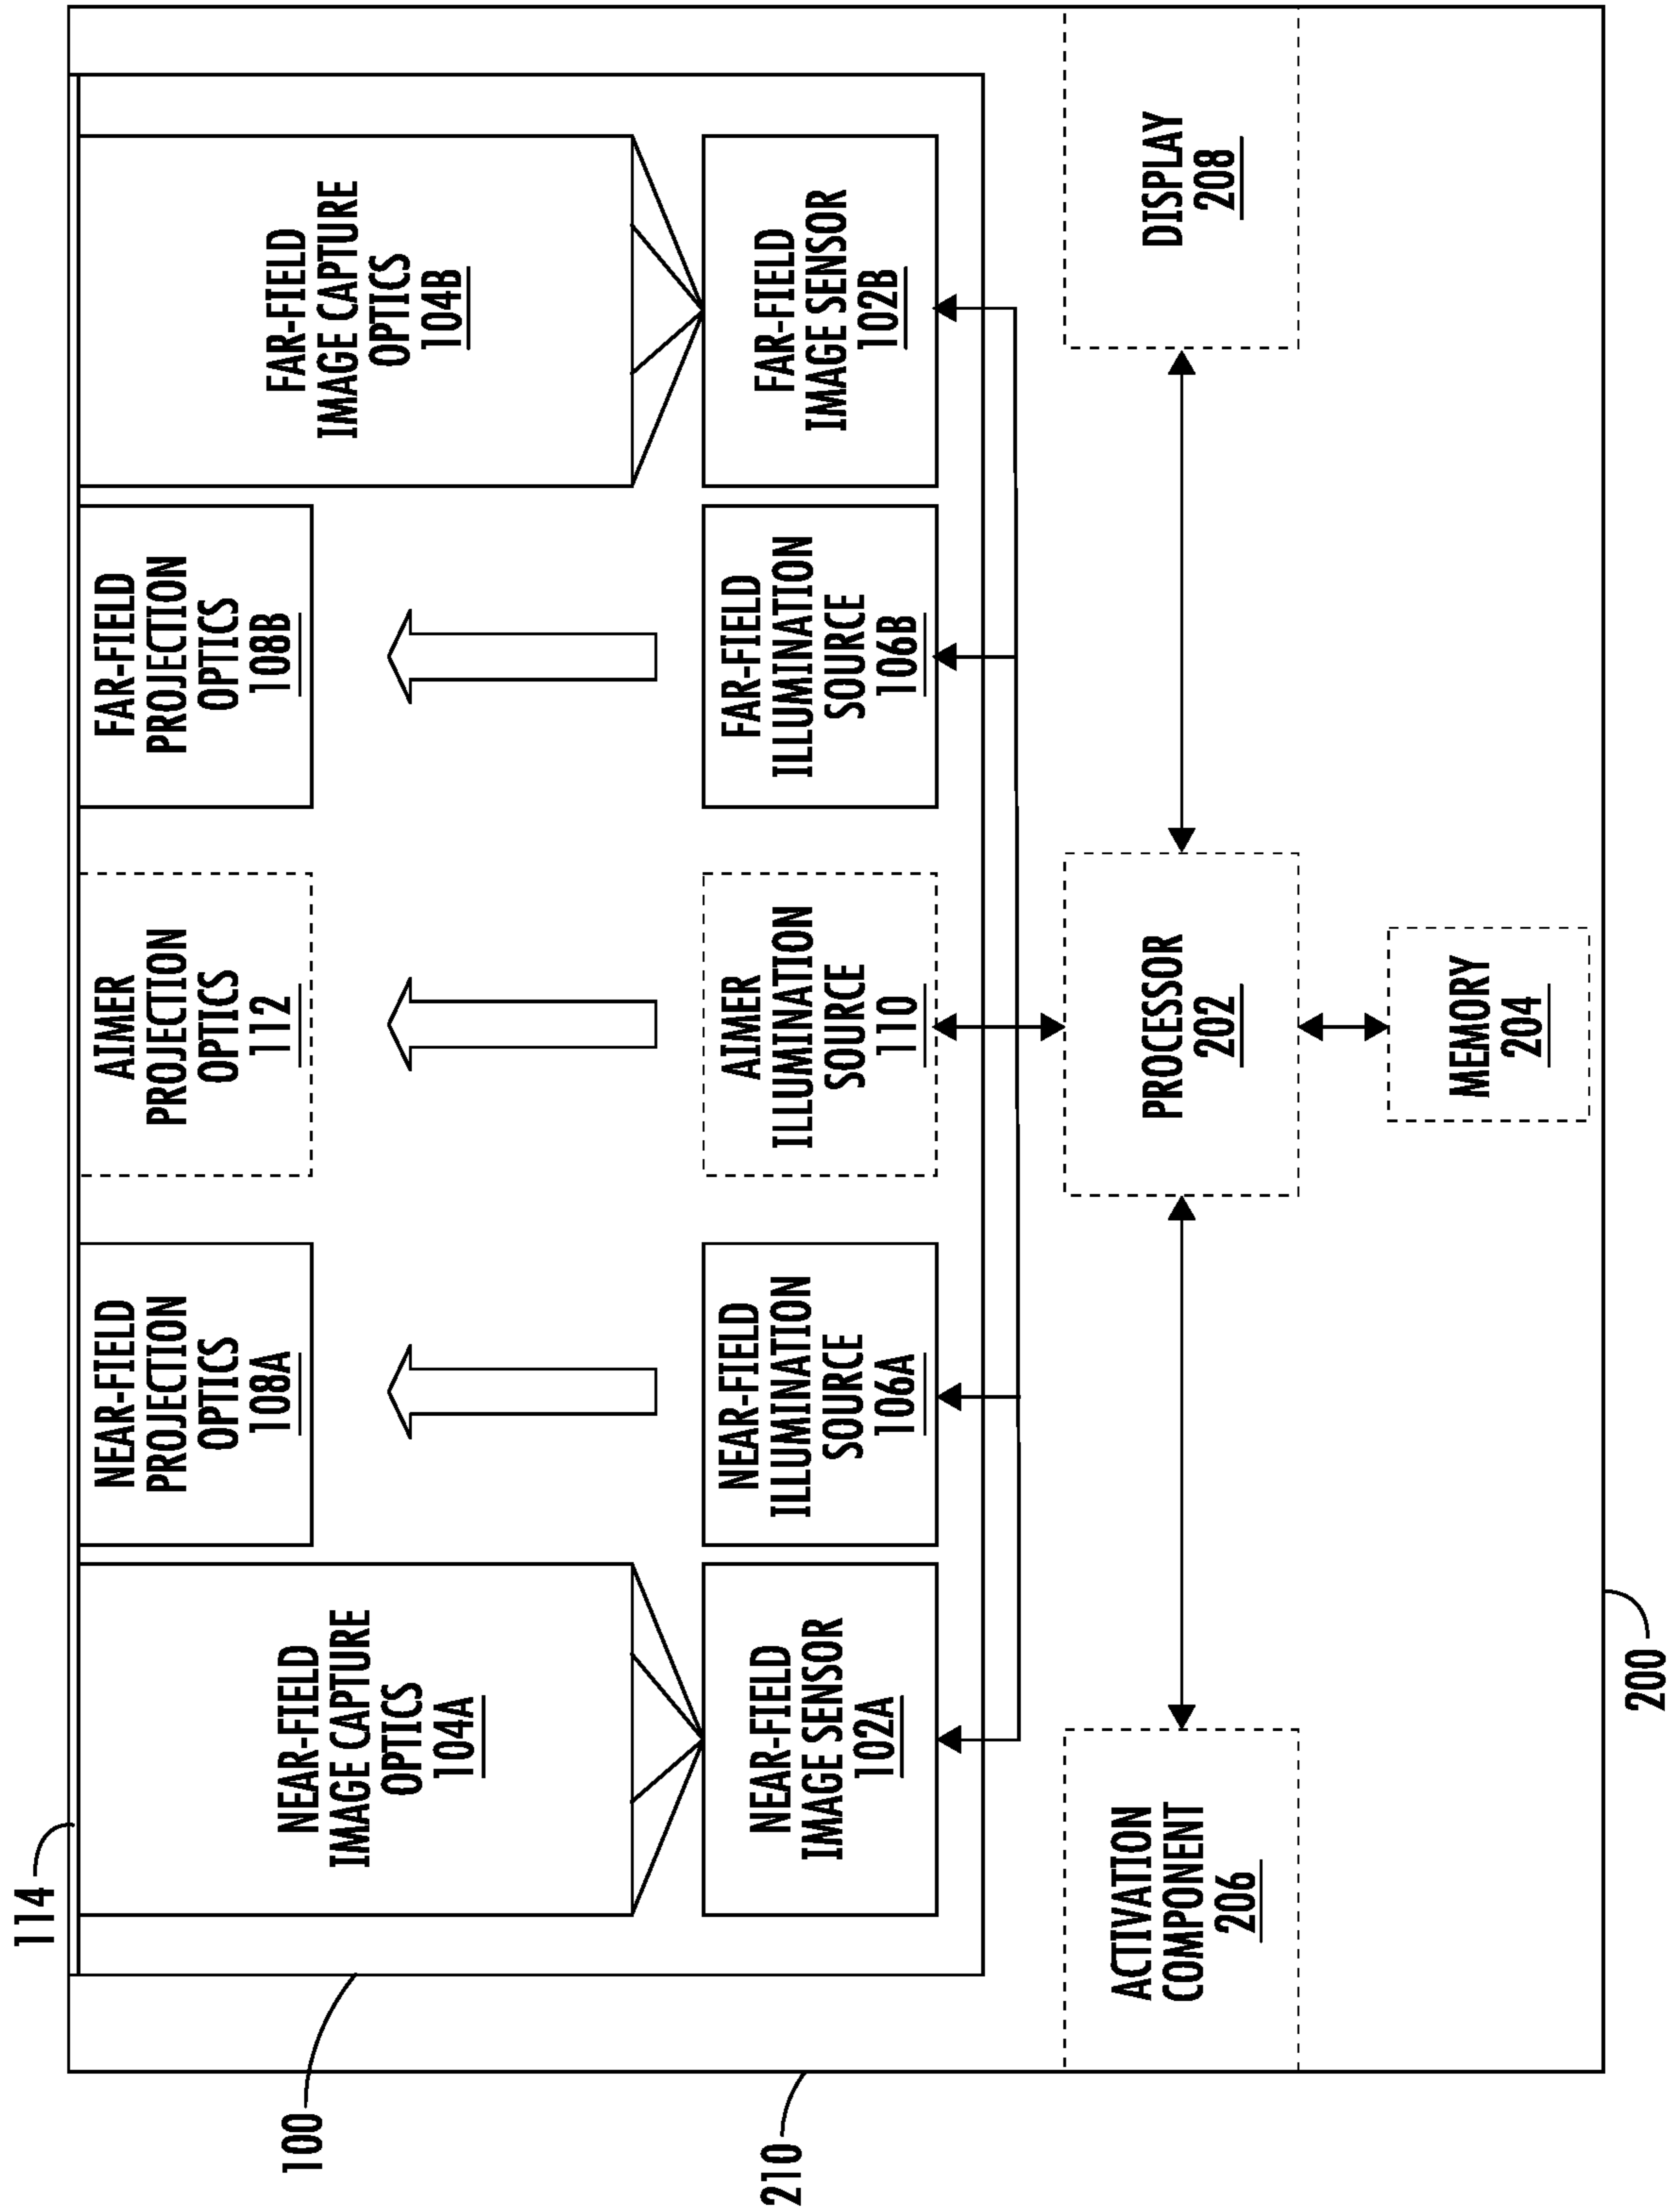 114
100
210
200
NEAR-FIELD
IMAGE CAPTURE
OPTICS
104A
NEAR-FIELD
PROJECTION
OPTICS
108A
AIMER
PROJECTION
OPTICS
112
FAR-FIELD
PROJECTION
OPTICS
108B
FAR-FIELD
IMAGE CAPTURE
OPTICS
104B
NEAR-FIELD
IMAGE SENSOR
102A
NEAR-FIELD
ILLUMINATION
SOURCE
106A
AIMER
ILLUMINATION
SOURCE
110
FAR-FIELD
ILLUMINATION
SOURCE
106B
FAR-FIELD
IMAGE SENSOR
102B
ACTIVATION
COMPONENT
206
PROCESSOR
202
DISPLAY
208
MEMORY
204